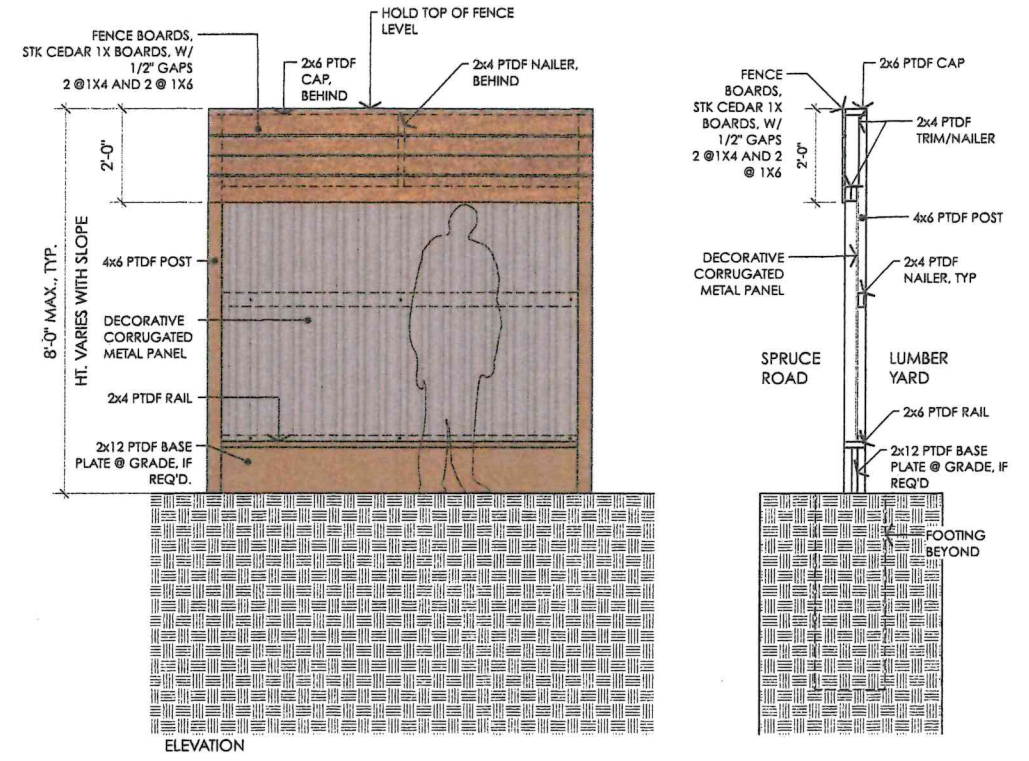 HOLD TOP OF FENCE
LEVEL
FENCE BOARDS,
STK CEDAR 1X BOARDS, W/
1/2" GAPS
2 @1X4 AND 2 @ 1X6
2x6 PTDF
CAP,
BEHIND
2x4 PTDF NAILER,
BEHIND
2'-0"
8'-0" MAX., TYP.
HT. VARIES WITH SLOPE
4x6 PTDF POST
DECORATIVE
CORRUGATED
METAL PANEL
2x4 PTDF RAIL
2x12 PTDF BASE
PLATE @ GRADE, IF
REQ'D.
ELEVATION
FENCE
BOARDS,
STK CEDAR 1X
BOARDS, W/
1/2" GAPS
2 @1X4 AND 2
@ 1X6
2'-0"
2x6 PTDF CAP
2x4 PTDF
TRIM/NAILER
4x6 PTDF POST
DECORATIVE
CORRUGATED
METAL PANEL
2x4 PTDF
NAILER, TYP
SPRUCE
ROAD
LUMBER
YARD
2x6 PTDF RAIL
2x12 PTDF BASE
PLATE @ GRADE, IF
REQ'D
FOOTING
BEYOND